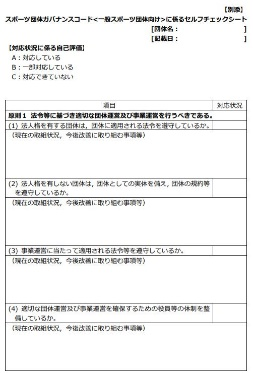 【別添】
スポーツ団体ガバナンスコード<一般スポーツ団体向け>に係るセルフチェックシート
[団体名：　　　　　]
[記載日：　　　　　]
【対応状況に係る自己評価】
A：対応している
B：一部対応している
C：対応できていない
項目　対応状況
原則１ 法令等に基づき適切な団体運営及び事業運営を行うべきである。
(1) 法人格を有する団体は，団体に適用される法令を遵守しているか。
（現在の取組状況，今後改善に取り組む事項等）
(2) 法人格を有しない団体は，団体としての実体を備え，団体の規約等
を遵守しているか。
（現在の取組状況，今後改善に取り組む事項等）
(3) 事業運営に当たって適用される法令等を遵守しているか。
（現在の取組状況，今後改善に取り組む事項等）
(4) 適切な団体運営及び事業運営を確保するための役員等の体制を整
備しているか。
（現在の取組状況，今後改善に取り組む事項等）